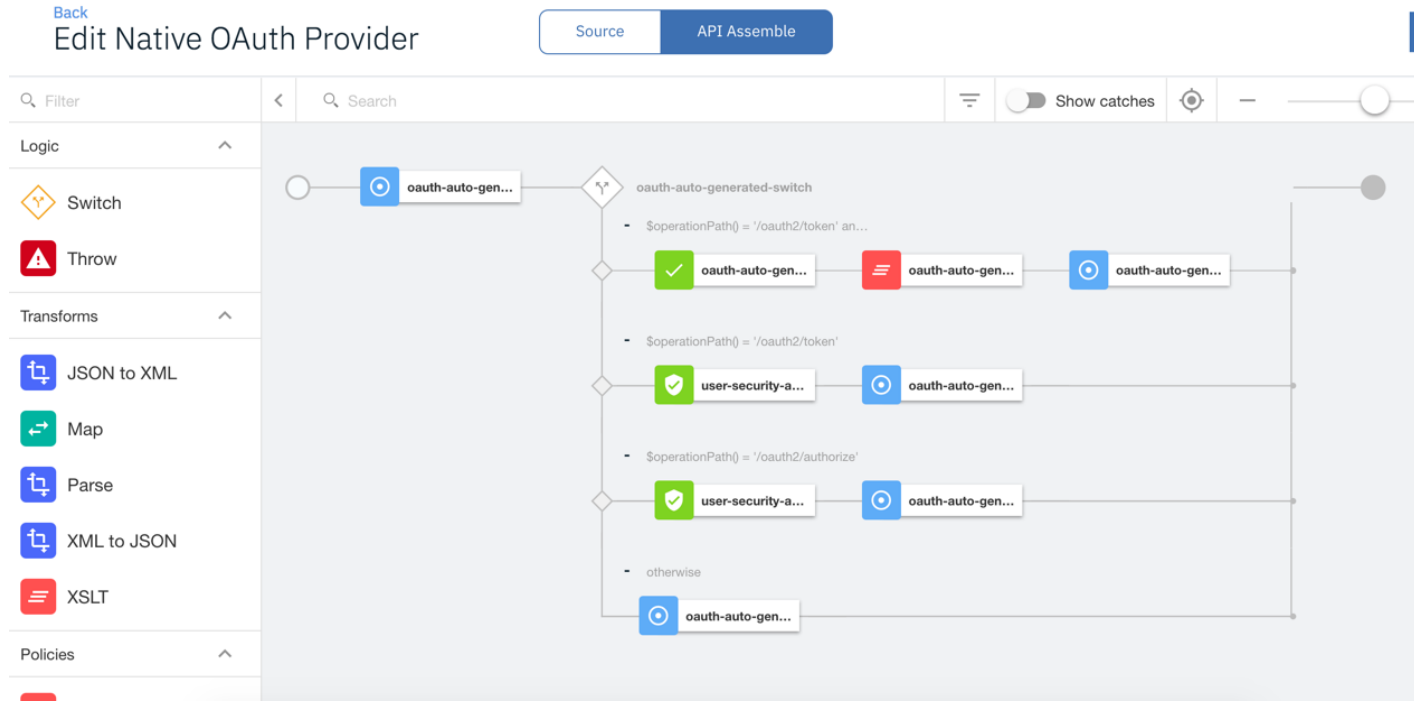 Back
Edit Native OAuth Provider
Source
API Assemble
Filter
Search
Show catches
Logic
Switch
Throw
Transforms
JSON to XML
Map
Parse
XML to JSON
XSLT
Policies
oauth-auto-gen...
oauth-auto-generated-switch
- $operationPath() = '/oauth2/token' an...
oauth-auto-gen...
oauth-auto-gen...
oauth-auto-gen...
- $operationPath() = '/oauth2/token'
user-security-a...
oauth-auto-gen...
- $operationPath() = '/oauth2/authorize'
user-security-a...
oauth-auto-gen...
- otherwise
oauth-auto-gen...